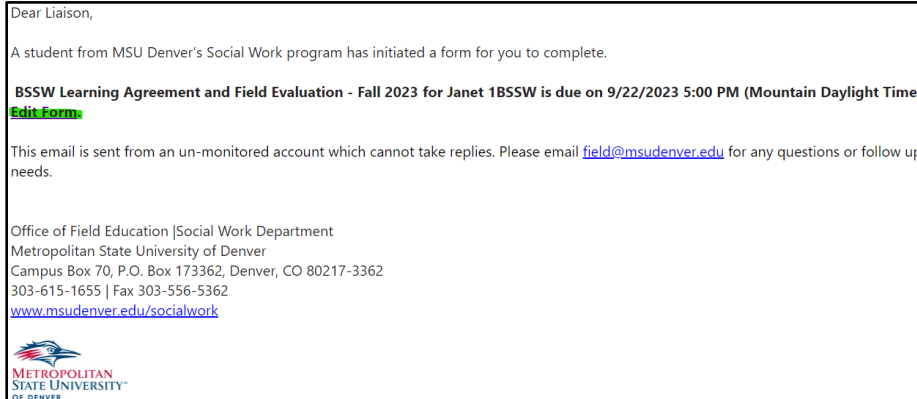 Dear Liaison,
A student from MSU Denver's Social Work program has initiated a form for you to complete.
BSSW Learning Agreement and Field Evaluation - Fall 2023 for Janet 1BSSW is due on 9/22/2023 5:00 PM (Mountain Daylight Time
Edit Form.
This email is sent from an un-monitored account which cannot take replies. Please email field@msudenver.edu for any questions or follow up
needs.
Office of Field Education |Social Work Department
Metropolitan State University of Denver
Campus Box 70, P.O. Box 173362, Denver, CO 80217-3362
303-615-1655 | Fax 303-556-5362
www.msudenver.edu/socialwork
METROPOLITAN
STATE UNIVERSITY™
OF DENVER